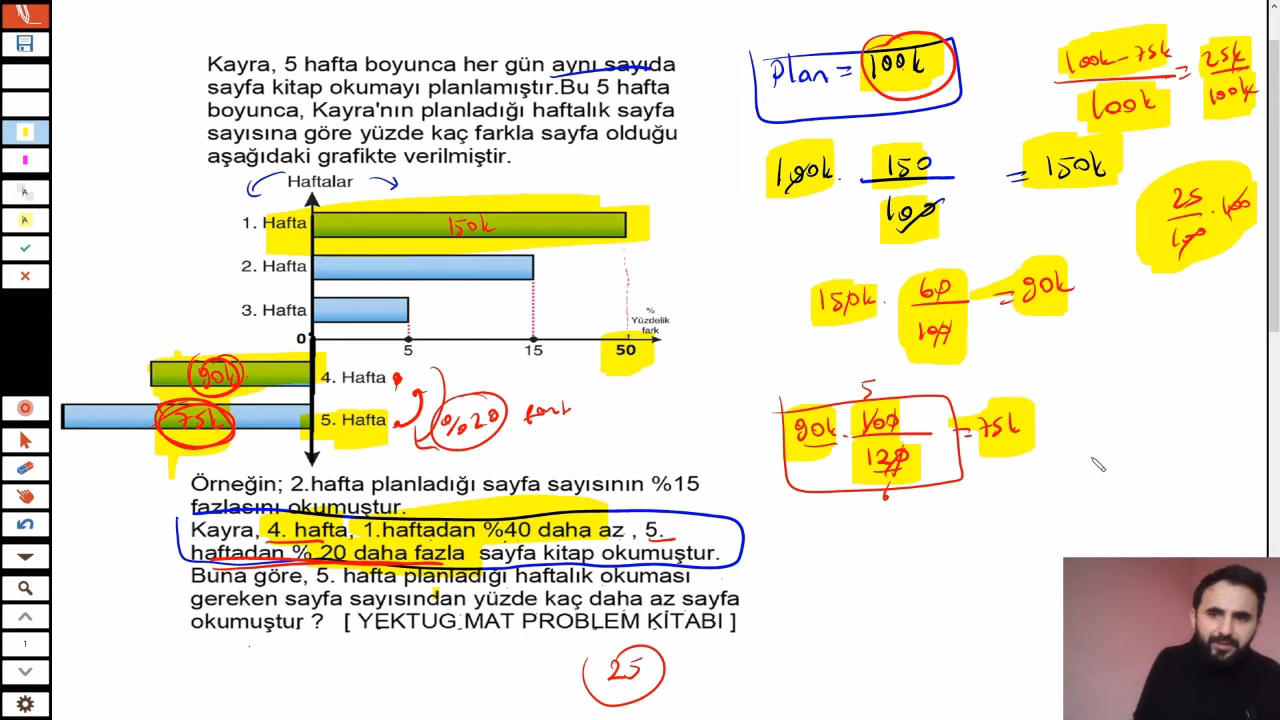 Kayra, 5 hafta boyunca her gün aynı sayıda
sayfa kitap okumayı planlamıştır.Bu 5 hafta
boyunca, Kayra'nın planladığı haftalık sayfa
sayısına göre yüzde kaç farkla sayfa olduğu
aşağıdaki grafikte verilmiştir.
Haftalar
1. Hafta
150k
2. Hafta
3. Hafta
%
Yüzdelik
fark
0
5
15
50
90k
4. Hafta
75k
5. Hafta
%20 fark
Örneğin; 2.hafta planladığı sayfa sayısının %15
fazlasını okumuştur.
Kayra, 4. hafta, 1.haftadan %40 daha az , 5.
haftadan % 20 daha fazla sayfa kitap okumuştur.
Buna göre, 5. hafta planladığı haftalık okuması
gereken sayfa sayısından yüzde kaç daha az sayfa
okumuştur ? [ YEKTUG MAT PROBLEM KİTABI ]
25
Plan = 100k
100k - 75k
100k
= 25k
100k
100k. 150
100
= 150k
25
100
. 100
150k. 60
100
= 90k
5
90k. 100
120
= 75k
6
A
A
1